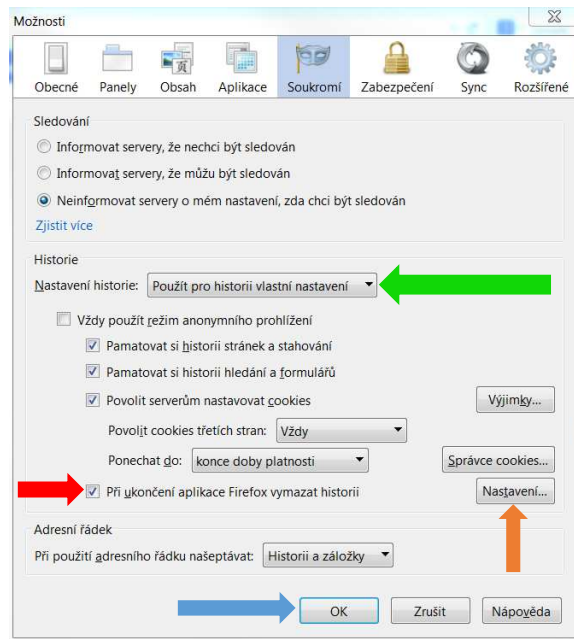 Možnosti
Obecné Panely Obsah Aplikace Soukromí Zabezpečení Sync Rozšířené
Sledování
Informovat servery, že nechci být sledován
Informovat servery, že můžu být sledován
Neinformovat servery o mém nastavení, zda chci být sledován
Zjistit více
Historie
Nastavení historie: Použít pro historii vlastní nastavení
Vždy použít režim anonymního prohlížení
Pamatovat si historii stránek a stahování
Pamatovat si historii hledání a formulářů
Povolit serverům nastavovat cookies Výjimky...
Povolit cookies třetích stran: Vždy
Ponechat do: konce doby platnosti Správce cookies...
Při ukončení aplikace Firefox vymazat historii Nastavení...
Adresní řádek
Při použití adresního řádku našeptávat: Historii a záložky
OK Zrušit Nápověda